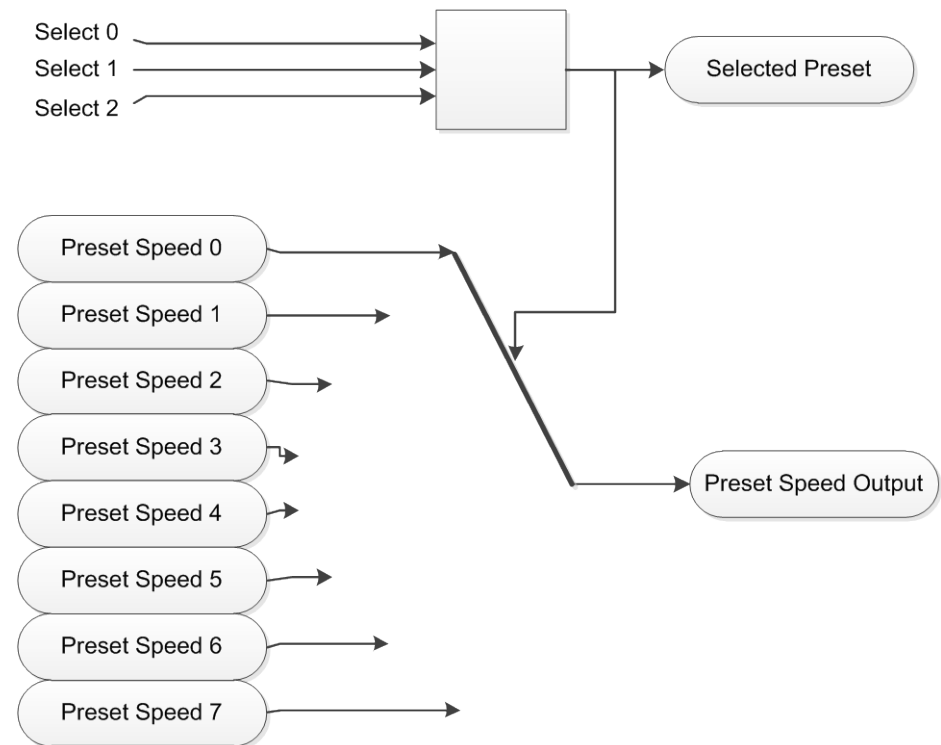 Select 0
Select 1
Select 2
Selected Preset
Preset Speed 0
Preset Speed 1
Preset Speed 2
Preset Speed 3
Preset Speed 4
Preset Speed 5
Preset Speed 6
Preset Speed 7
Preset Speed Output